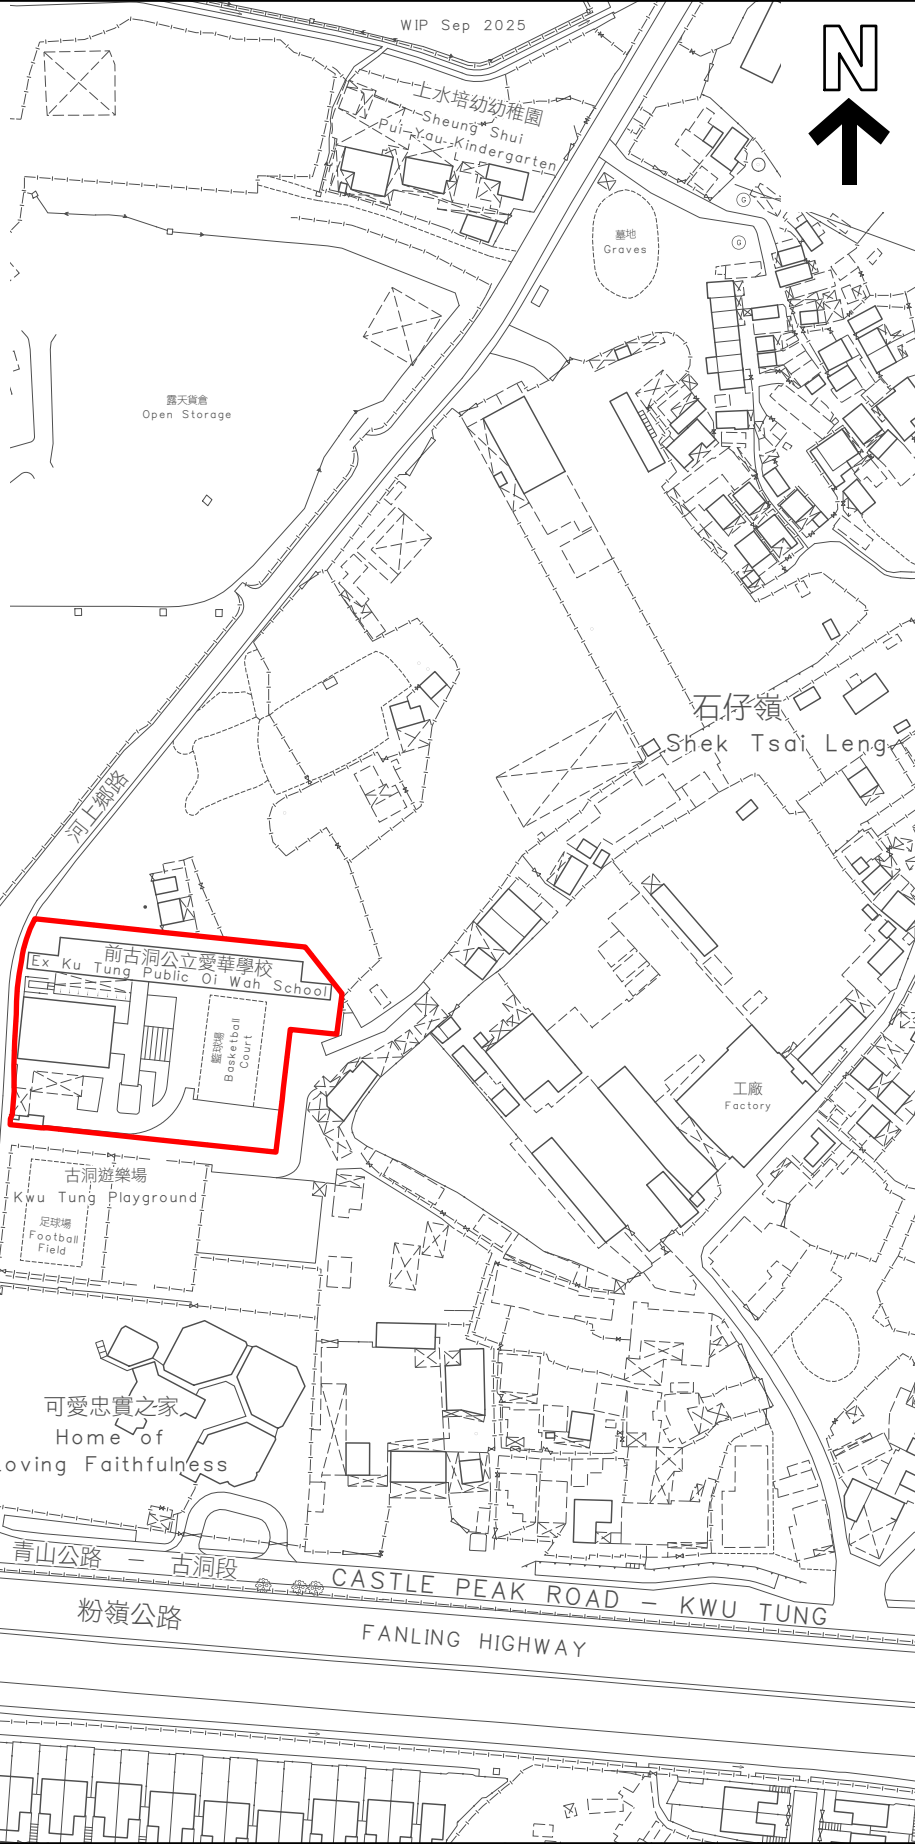 WIP Sep 2025
N
上水培幼幼稚園
Sheung Shui
Pui Yau Kindergarten
墓地
Graves
G
G
露天貨倉
Open Storage
石仔嶺
Shek Tsai Leng
河上鄉路
前古洞公立愛華學校
Ex Ku Tung Public Oi Wah School
籃球場
Basketball
Court
工廠
Factory
古洞遊樂場
Kwu Tung Playground
足球場
Football
Field
可愛忠實之家
Home of
Loving Faithfulness
青山公路 — 古洞段
CASTLE PEAK ROAD — KWU TUNG
粉嶺公路
FANLING HIGHWAY